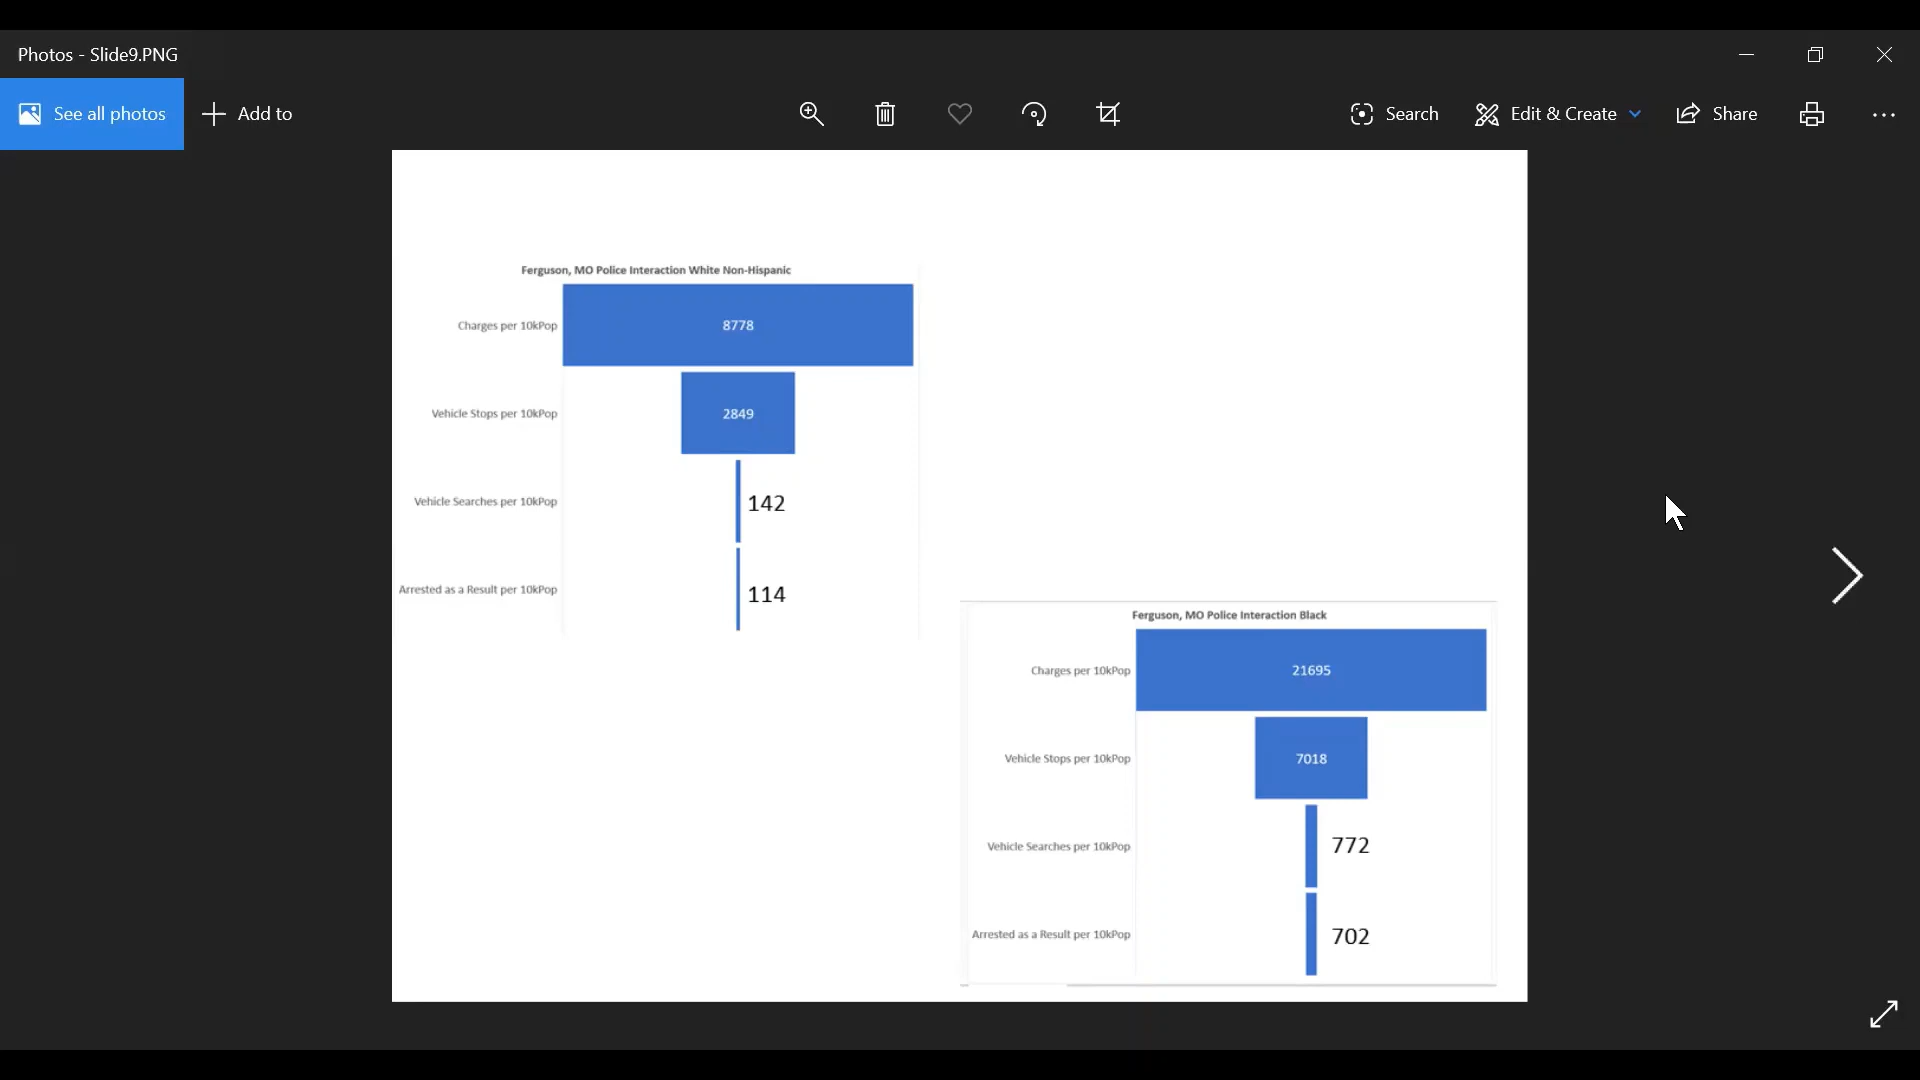 Photos - Slide9.PNG
See all photos
Add to
Search
Edit & Create
Share
Ferguson, MO Police Interaction White Non-Hispanic
Charges per 10kPop
8778
Vehicle Stops per 10kPop
2849
Vehicle Searches per 10kPop
142
Arrested as a Result per 10kPop
114
Ferguson, MO Police Interaction Black
Charges per 10kPop
21695
Vehicle Stops per 10kPop
7018
Vehicle Searches per 10kPop
772
Arrested as a Result per 10kPop
702